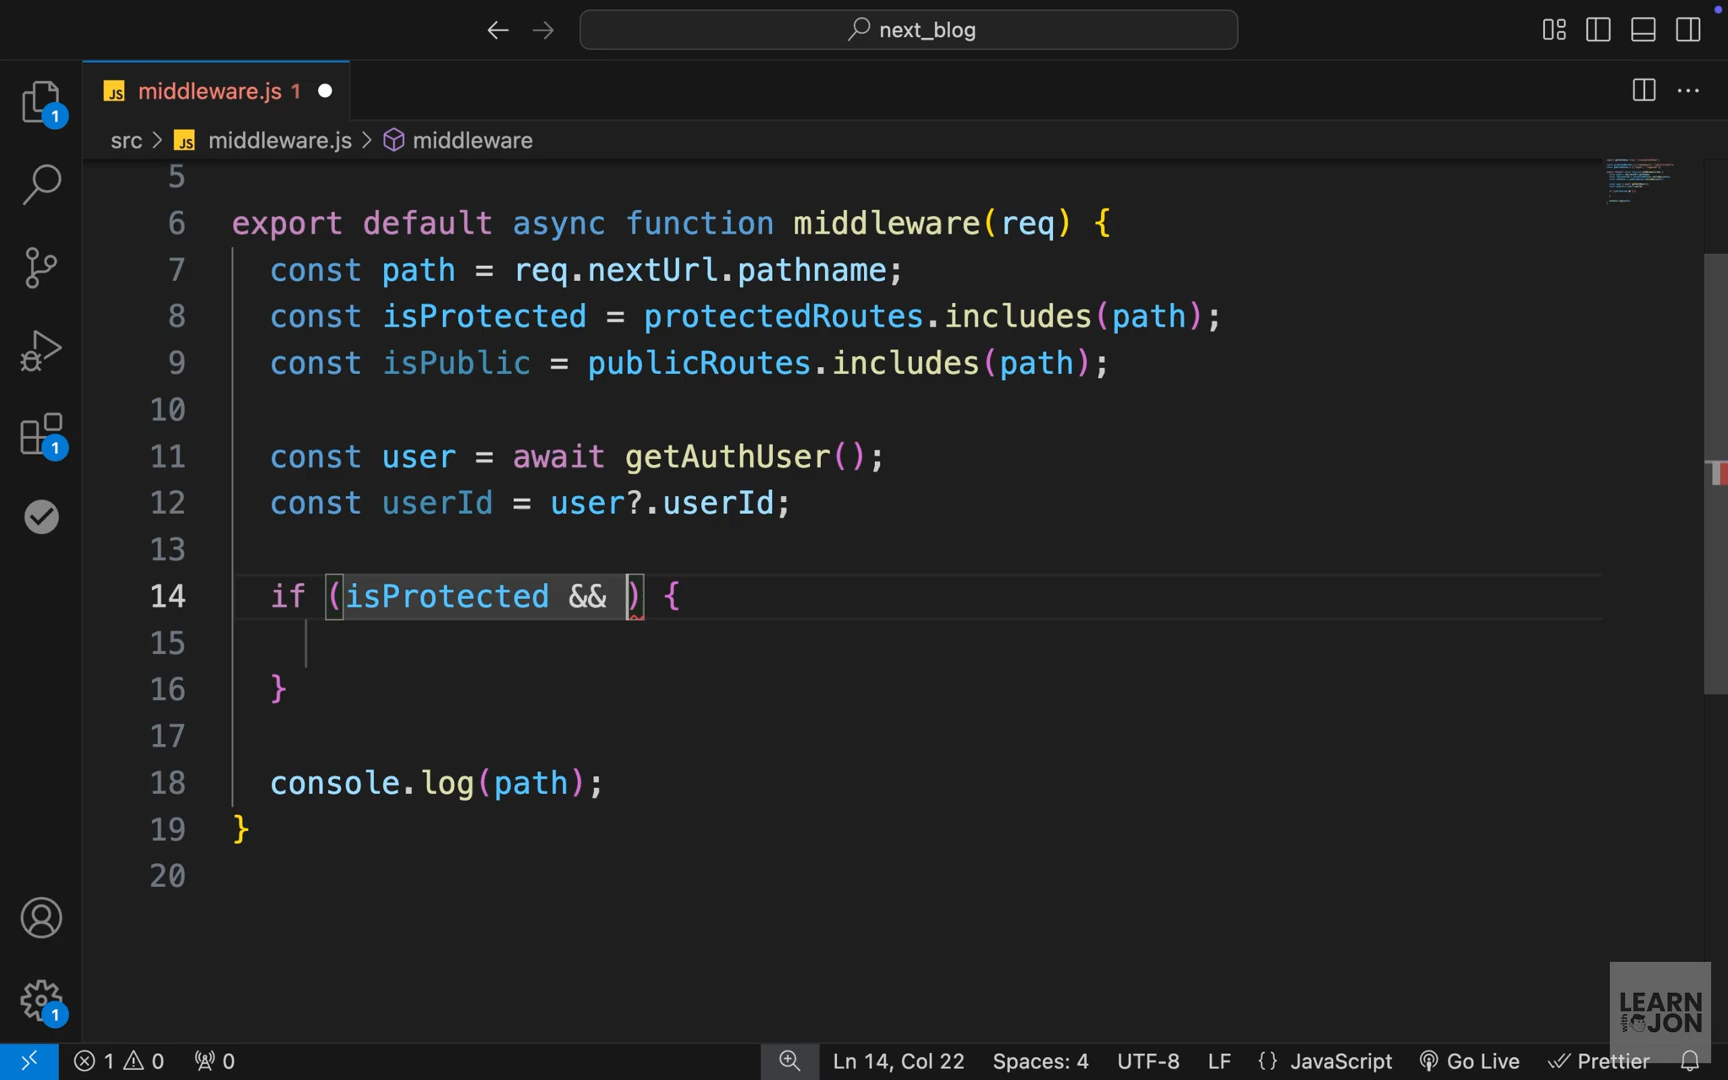 next_blog
JS middleware.js 1
src > JS middleware.js > middleware
5
6 export default async function middleware(req) {
7 const path = req.nextUrl.pathname;
8 const isProtected = protectedRoutes.includes(path);
9 const isPublic = publicRoutes.includes(path);
10
11 const user = await getAuthUser();
12 const userId = user?.userId;
13
14 if (isProtected && ) {
15
16 }
17
18 console.log(path);
19 }
20
1
1
1
LEARN
with JON
1 0 0 Ln 14, Col 22 Spaces: 4 UTF-8 LF {} JavaScript Go Live Prettier